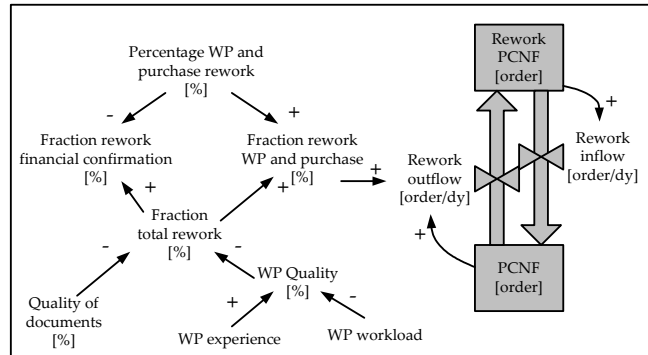 Percentage WP and
purchase rework
[%]
Rework
PCNF
[order]
-
+
+
Fraction rework
financial confirmation
[%]
Fraction rework
WP and purchase
[%]
+
Rework
outflow
[order/dy]
Rework
inflow
[order/dy]
+
+
Fraction
total rework
[%]
+
-
-
WP Quality
[%]
PCNF
[order]
Quality of
documents
[%]
+
-
WP experience
WP workload